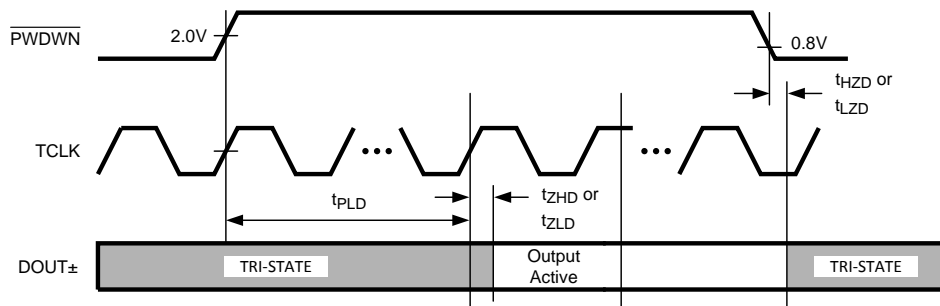 PWDWN
2.0V
0.8V
tHZD or
tLZD
TCLK
tPLD
tZHD or
tZLD
DOUT±
TRI-STATE
Output
Active
TRI-STATE